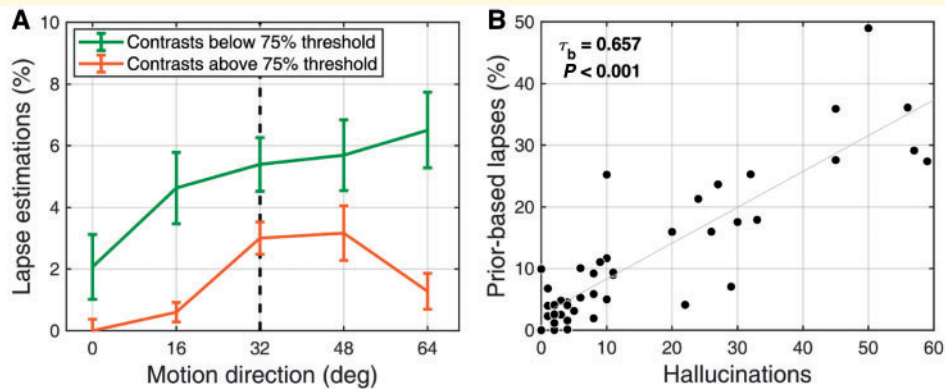 A
10
8
6
4
2
0
Lapse estimations (%)
Contrasts below 75% threshold
Contrasts above 75% threshold
0 16 32 48 64
Motion direction (deg)
B
50
40
30
20
10
0
Prior-based lapses (%)
τb = 0.657
P < 0.001
0 10 20 30 40 50 60
Hallucinations